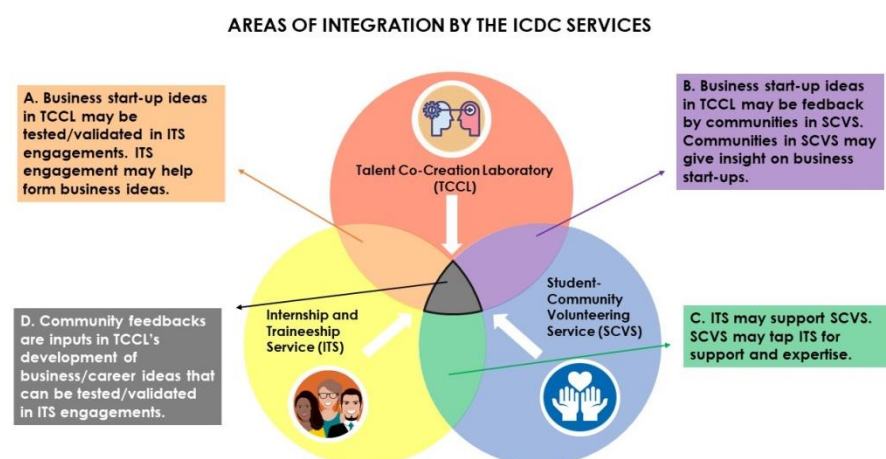 AREAS OF INTEGRATION BY THE ICDC SERVICES
A. Business start-up ideas
in TCCL may be
tested/validated in ITS
engagements. ITS
engagement may help
form business ideas.
B. Business start-up ideas
in TCCL may be fedback
by communities in SCVS.
Communities in SCVS may
give insight on business
start-ups.
Talent Co-Creation Laboratory
(TCCL)
D. Community feedbacks
are inputs in TCCL's
development of
business/career ideas that
can be tested/validated
in ITS engagements.
Internship and
Traineeship
Service (ITS)
Student-
Community
Volunteering
Service (SCVS)
C. ITS may support SCVS.
SCVS may tap ITS for
support and expertise.